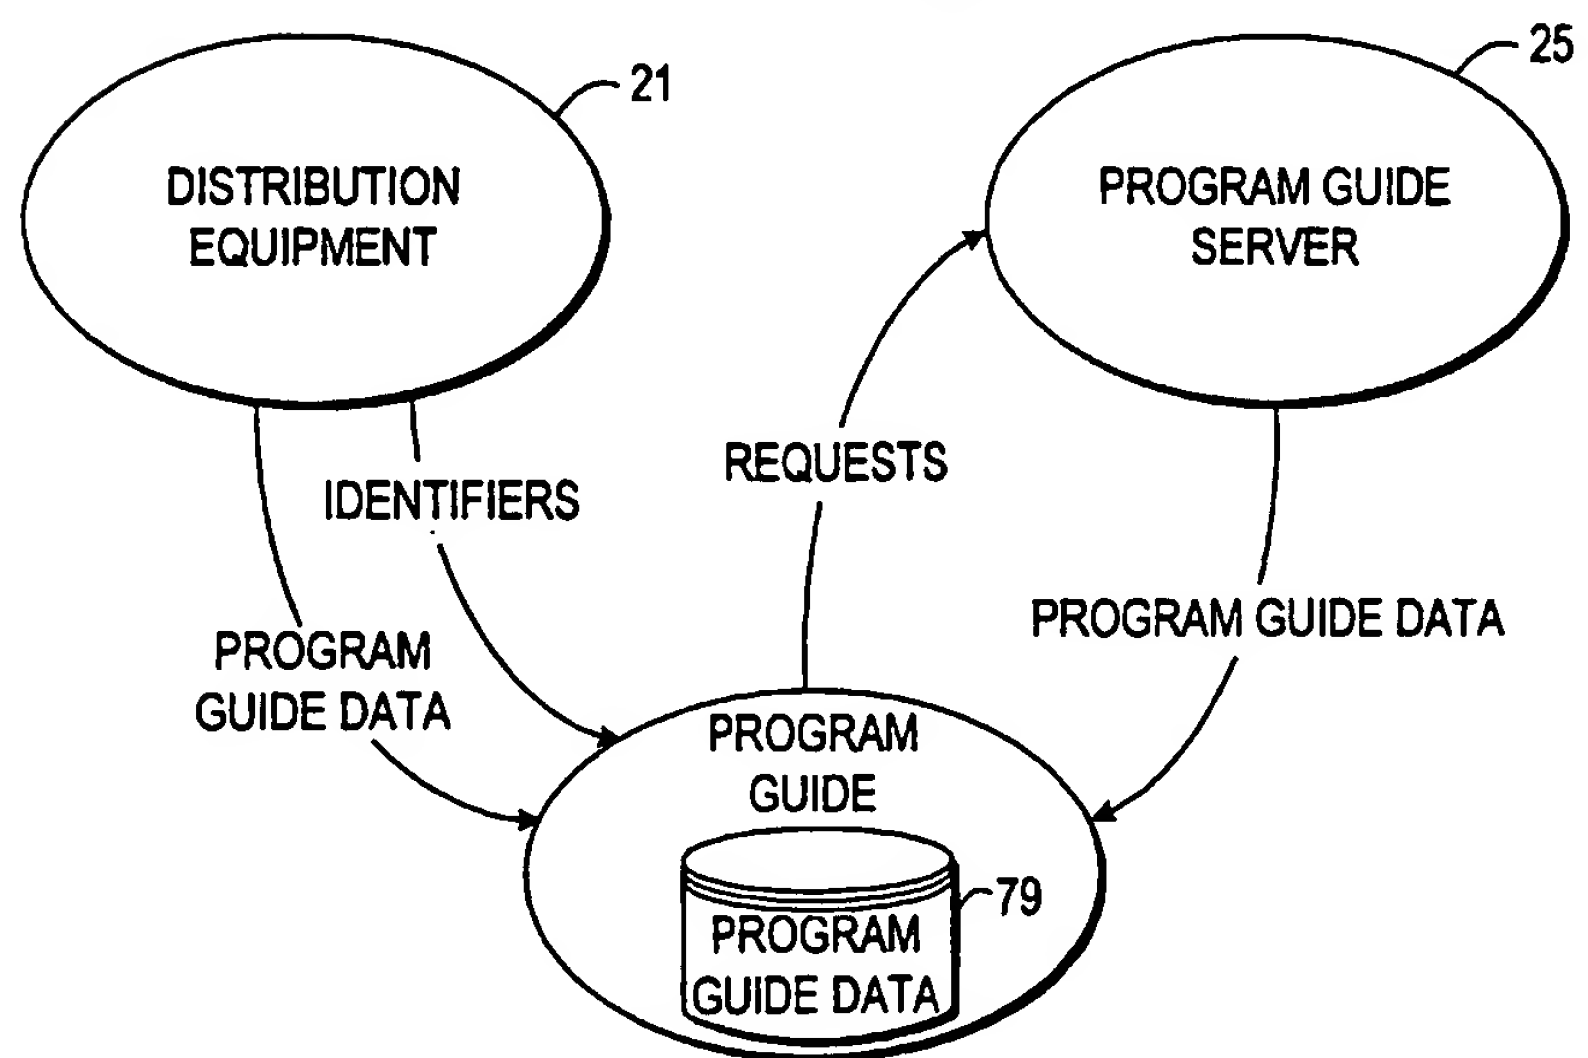 21
25
DISTRIBUTION
EQUIPMENT
PROGRAM GUIDE
SERVER
REQUESTS
IDENTIFIERS
PROGRAM GUIDE DATA
PROGRAM
GUIDE DATA
PROGRAM
GUIDE
79
PROGRAM
GUIDE DATA